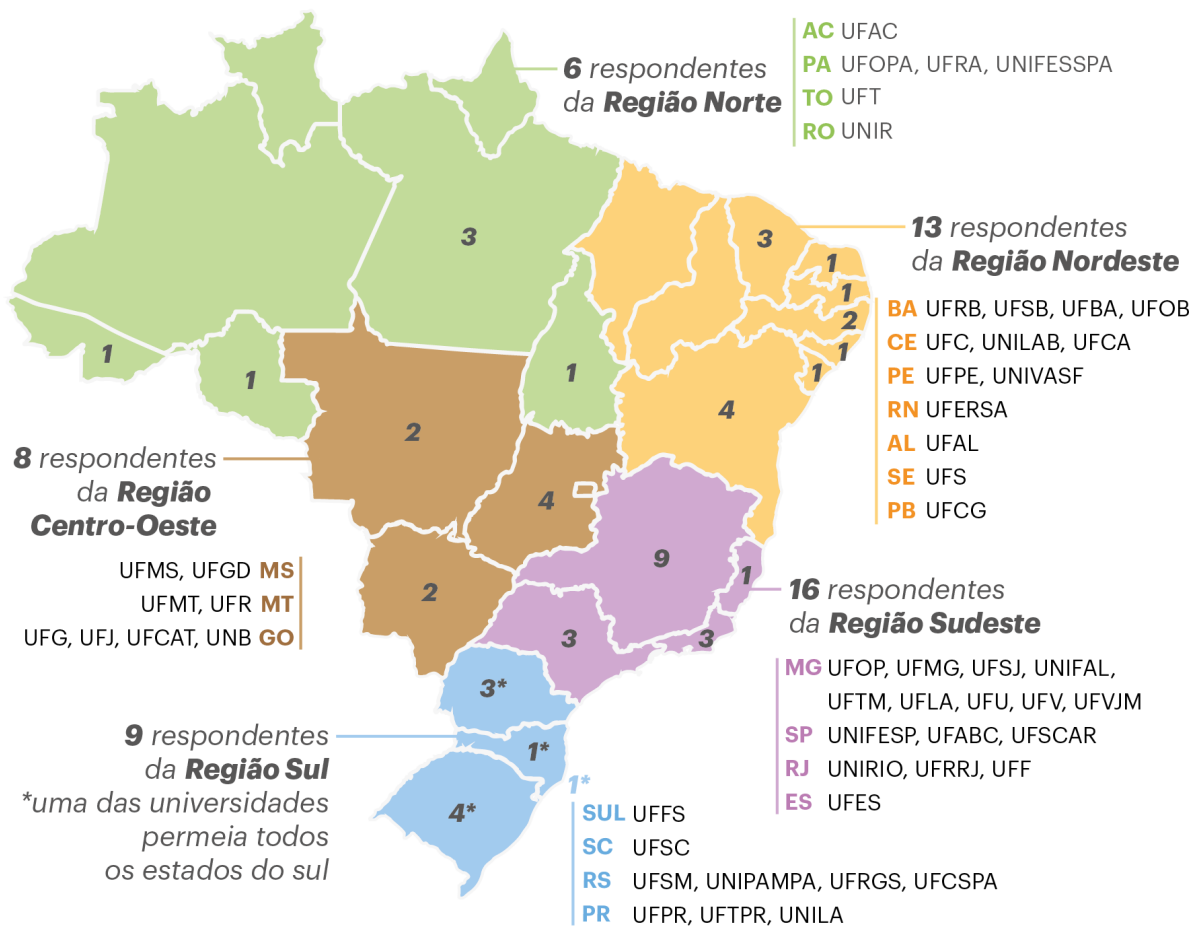 6 respondentes
da Região Norte
AC UFAC
PA UFOPA, UFRA, UNIFESSPA
TO UFT
RO UNIR
13 respondentes
da Região Nordeste
BA UFRB, UFSB, UFBA, UFOB
CE UFC, UNILAB, UFCA
PE UFPE, UNIVASF
RN UFERSA
AL UFAL
SE UFS
PB UFCG
3
1
1
1
3
1
1
2
1
1
4
8 respondentes
da Região
Centro-Oeste
UFMS, UFGD MS
UFMT, UFR MT
UFG, UFJ, UFCAT, UNB GO
2
4
2
9
1
3
3
16 respondentes
da Região Sudeste
MG UFOP, UFMG, UFSJ, UNIFAL,
UFTM, UFLA, UFU, UFV, UFVJM
SP UNIFESP, UFABC, UFSCAR
RJ UNIRIO, UFRRJ, UFF
ES UFES
9 respondentes
da Região Sul
*uma das universidades
permeia todos
os estados do sul
3*
1*
4*
1*
SUL UFFS
SC UFSC
RS UFSM, UNIPAMPA, UFRGS, UFCSPA
PR UFPR, UFTPR, UNILA